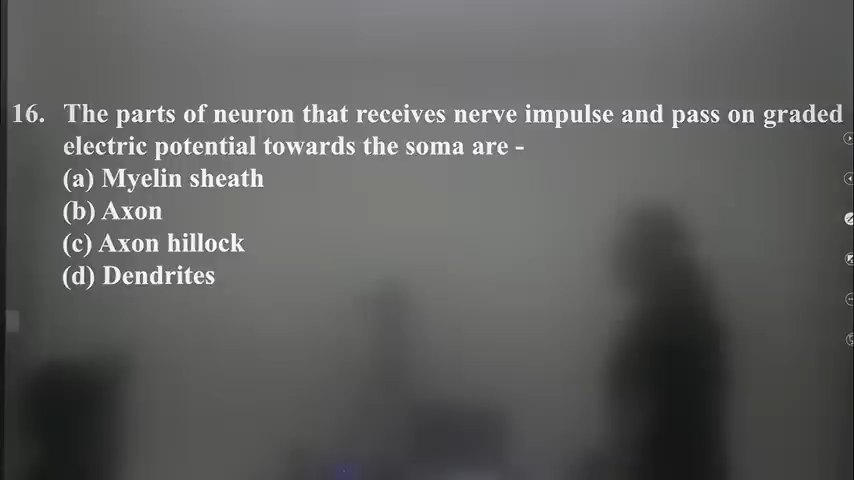 16. The parts of neuron that receives nerve impulse and pass on graded
electric potential towards the soma are -
(a) Myelin sheath
(b) Axon
(c) Axon hillock
(d) Dendrites